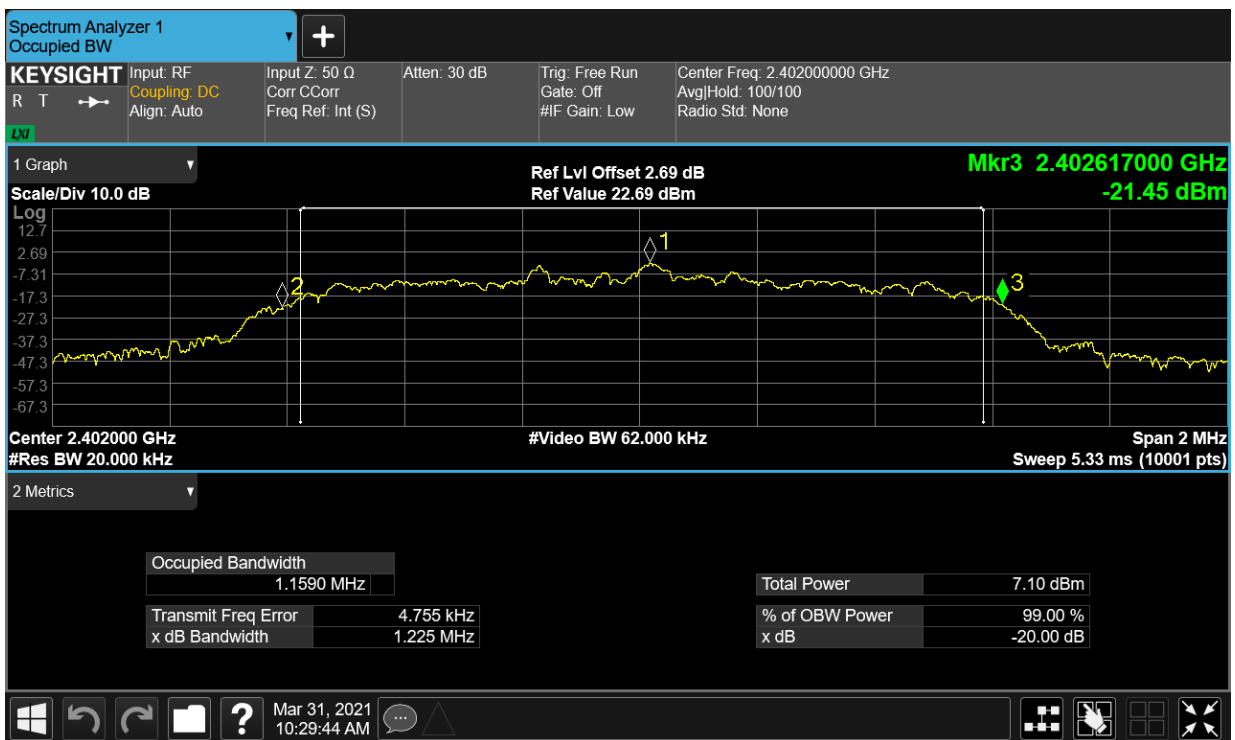 Spectrum Analyzer 1
Occupied BW
KEYSIGHT
R T
LXI
Input: RF
Coupling: DC
Align: Auto
Input Z: 50 Ω
Corr CCorr
Freq Ref: Int (S)
Atten: 30 dB
Trig: Free Run
Gate: Off
#IF Gain: Low
Center Freq: 2.402000000 GHz
Avg|Hold: 100/100
Radio Std: None
1 Graph
Scale/Div 10.0 dB
Ref Lvl Offset 2.69 dB
Ref Value 22.69 dBm
Mkr3 2.402617000 GHz
-21.45 dBm
Log
12.7
2.69
-7.31
-17.3
-27.3
-37.3
-47.3
-57.3
-67.3
1
2
3
Center 2.402000 GHz
#Res BW 20.000 kHz
#Video BW 62.000 kHz
Span 2 MHz
Sweep 5.33 ms (10001 pts)
2 Metrics
Occupied Bandwidth
1.1590 MHz
Transmit Freq Error 4.755 kHz
x dB Bandwidth 1.225 MHz
Total Power 7.10 dBm
% of OBW Power 99.00 %
x dB -20.00 dB
?
Mar 31, 2021
10:29:44 AM